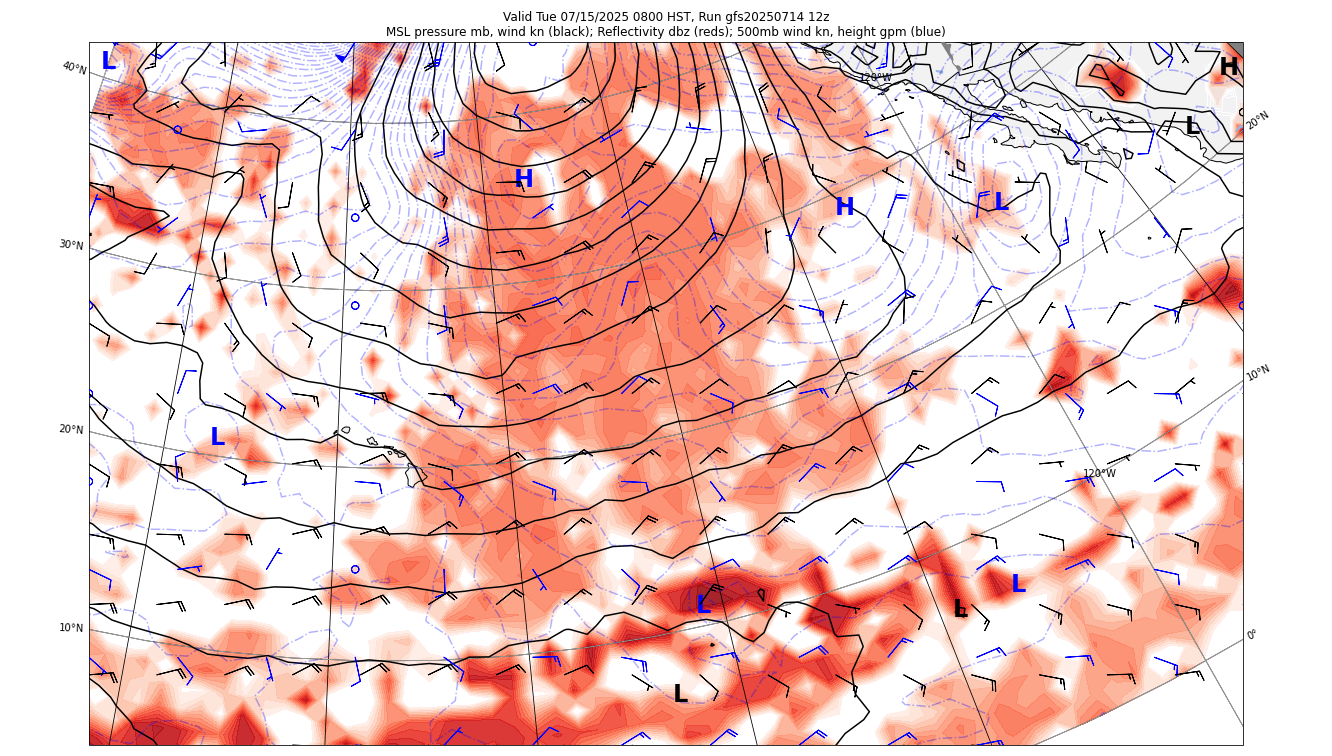 Valid Tue 07/15/2025 0800 HST, Run gfs20250714 12z
MSL pressure mb, wind kn (black); Reflectivity dbz (reds); 500mb wind kn, height gpm (blue)
L
40°N
120°W
H
L
20°N
H
H
L
30°N
10°N
L
20°N
120°W
L
L
L
10°N
0°
L